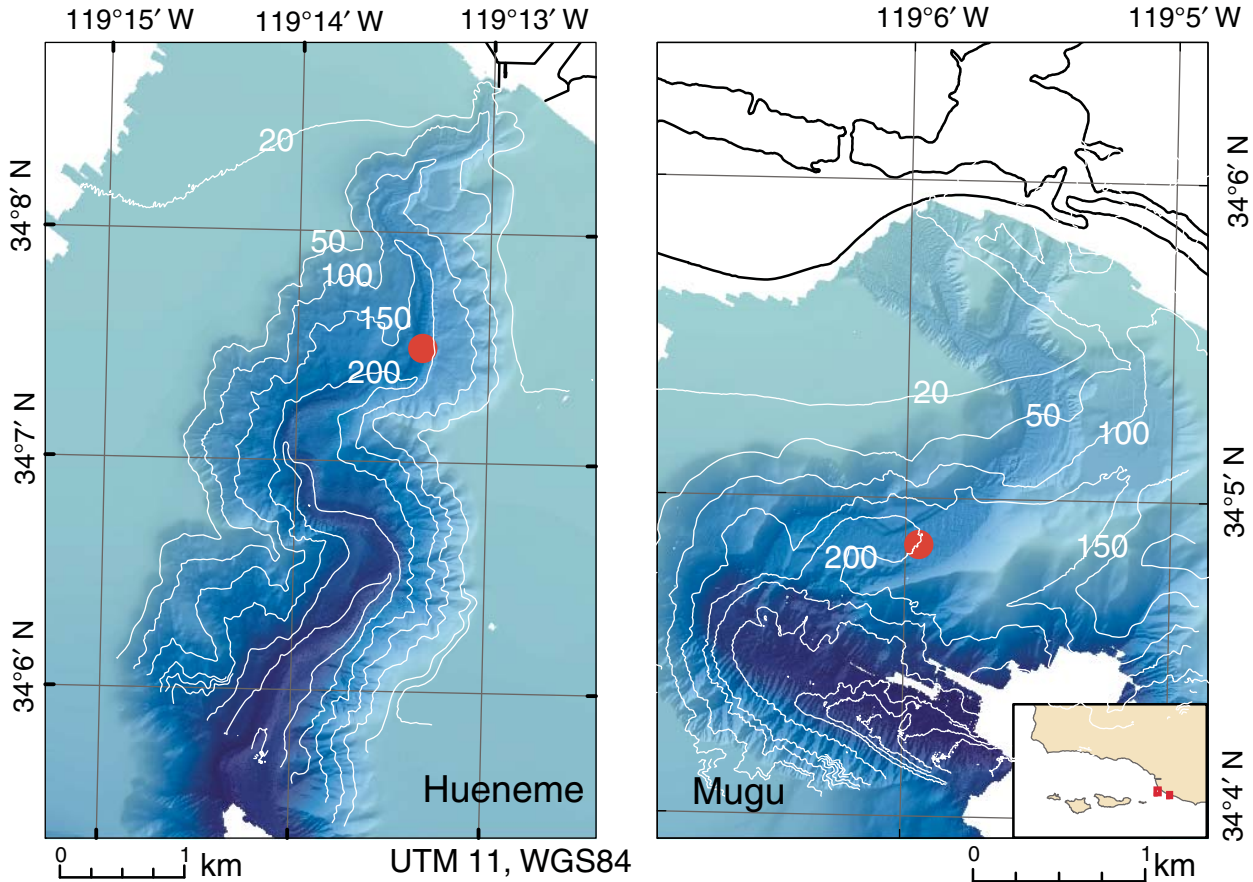 119°15′ W 119°14′ W 119°13′ W
119°6′ W 119°5′ W
34°8′ N
34°7′ N
34°6′ N
20
50
100
150
200
Hueneme
0 1 km
UTM 11, WGS84
20
50
100
150
200
Mugu
34°6′ N
34°5′ N
34°4′ N
0 1 km